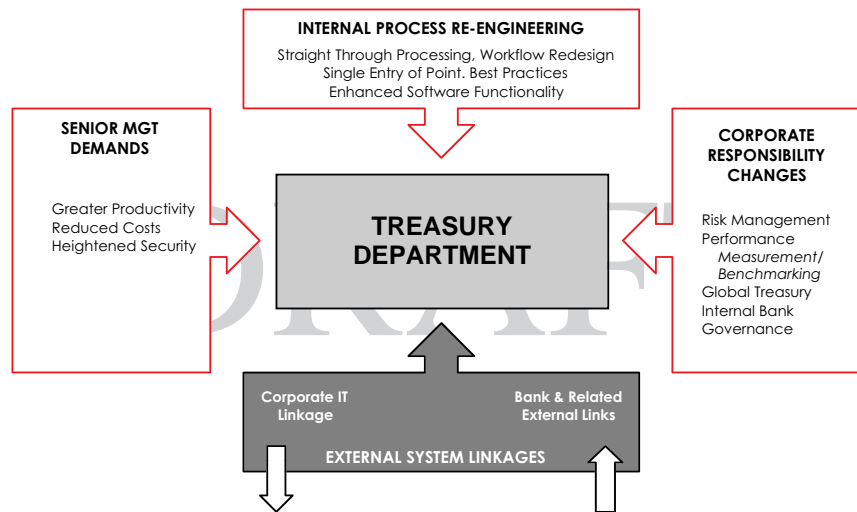 INTERNAL PROCESS RE-ENGINEERING
Straight Through Processing, Workflow Redesign
Single Entry of Point. Best Practices
Enhanced Software Functionality
SENIOR MGT
DEMANDS
Greater Productivity
Reduced Costs
Heightened Security
TREASURY
DEPARTMENT
CORPORATE
RESPONSIBILITY
CHANGES
Risk Management
Performance
Measurement/
Benchmarking
Global Treasury
Internal Bank
Governance
DRAFT
Corporate IT
Linkage
Bank & Related
External Links
EXTERNAL SYSTEM LINKAGES